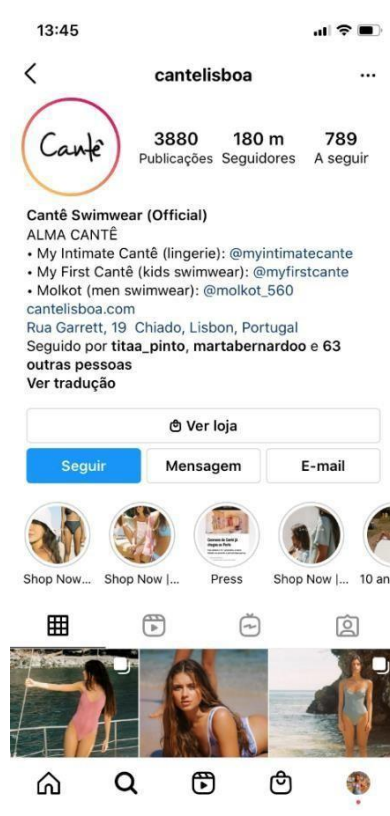 13:45
cantelisboa
Cantê
3880 180 m 789
Publicações Seguidores A seguir
Cantê Swimwear (Official)
ALMA CANTÊ
• My Intimate Cantê (lingerie): @myintimatecante
• My First Cantê (kids swimwear): @myfirstcante
• Molkot (men swimwear): @molkot_560
cantelisboa.com
Rua Garrett, 19 Chiado, Lisbon, Portugal
Seguido por titaa_pinto, martabernardoo e 63
outras pessoas
Ver tradução
Ver loja
Seguir Mensagem E-mail
Shop Now... Shop Now |... Press Shop Now |... 10 an